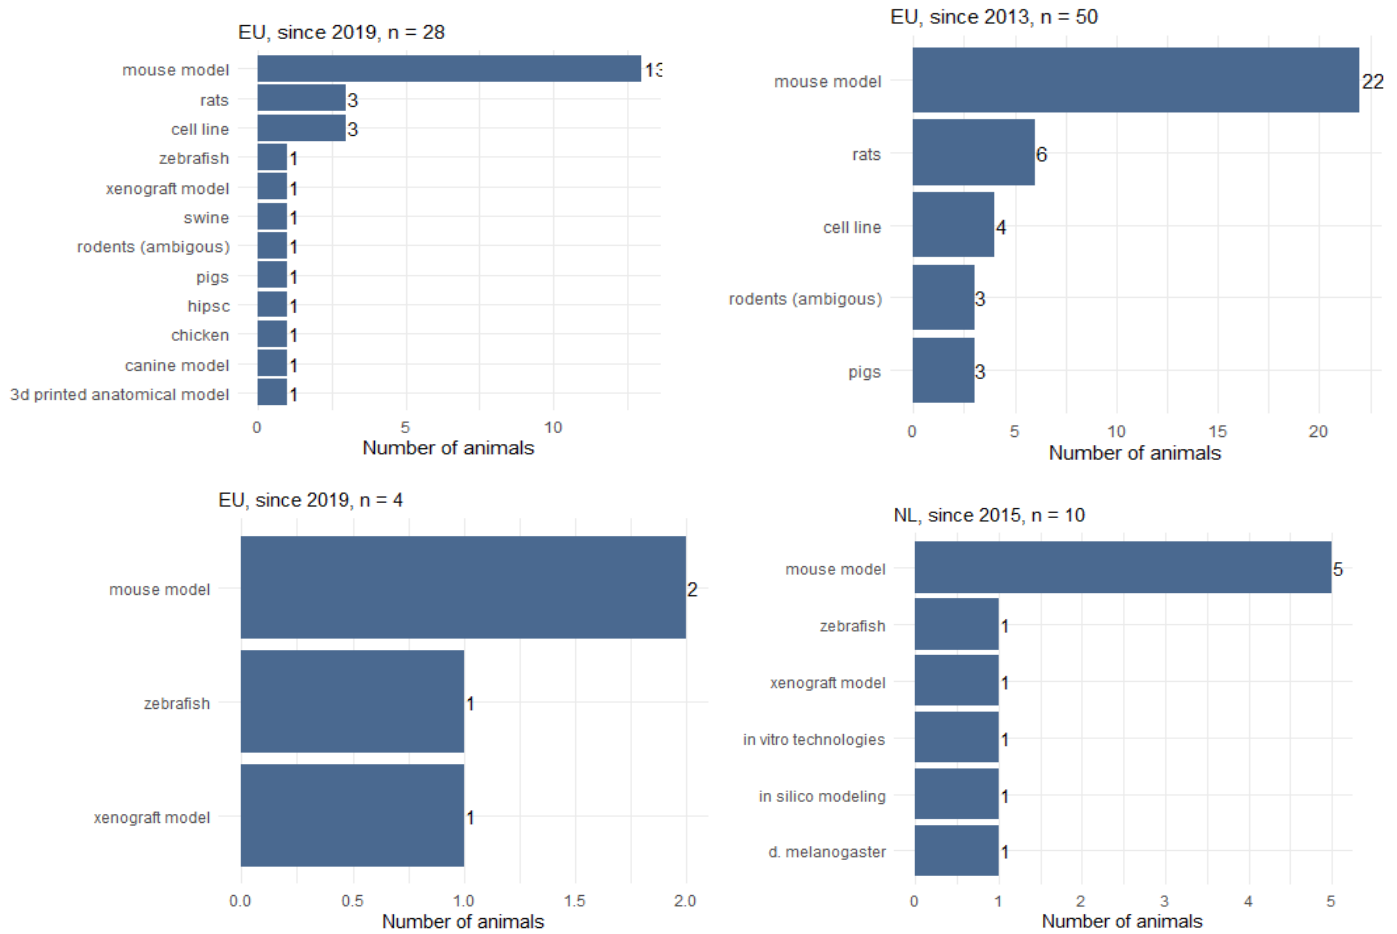 EU, since 2019, n = 28
mouse model 13
rats 3
cell line 3
zebrafish 1
xenograft model 1
swine 1
rodents (ambigous) 1
pigs 1
hipsc 1
chicken 1
canine model 1
3d printed anatomical model 1
0 5 10
Number of animals
EU, since 2013, n = 50
mouse model 22
rats 6
cell line 4
rodents (ambigous) 3
pigs 3
0 5 10 15 20
Number of animals
EU, since 2019, n = 4
mouse model 2
zebrafish 1
xenograft model 1
0.0 0.5 1.0 1.5 2.0
Number of animals
NL, since 2015, n = 10
mouse model 5
zebrafish 1
xenograft model 1
in vitro technologies 1
in silico modeling 1
d. melanogaster 1
0 1 2 3 4 5
Number of animals